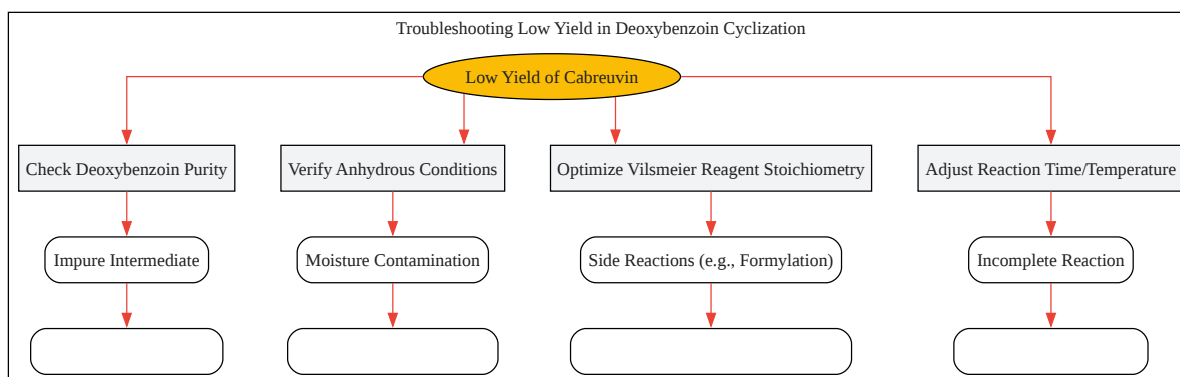 Troubleshooting Low Yield in Deoxybenzoin Cyclization
Low Yield of Cabreuvin
Check Deoxybenzoin Purity
Verify Anhydrous Conditions
Optimize Vilsmeier Reagent Stoichiometry
Adjust Reaction Time/Temperature
Impure Intermediate
Moisture Contamination
Side Reactions (e.g., Formylation)
Incomplete Reaction